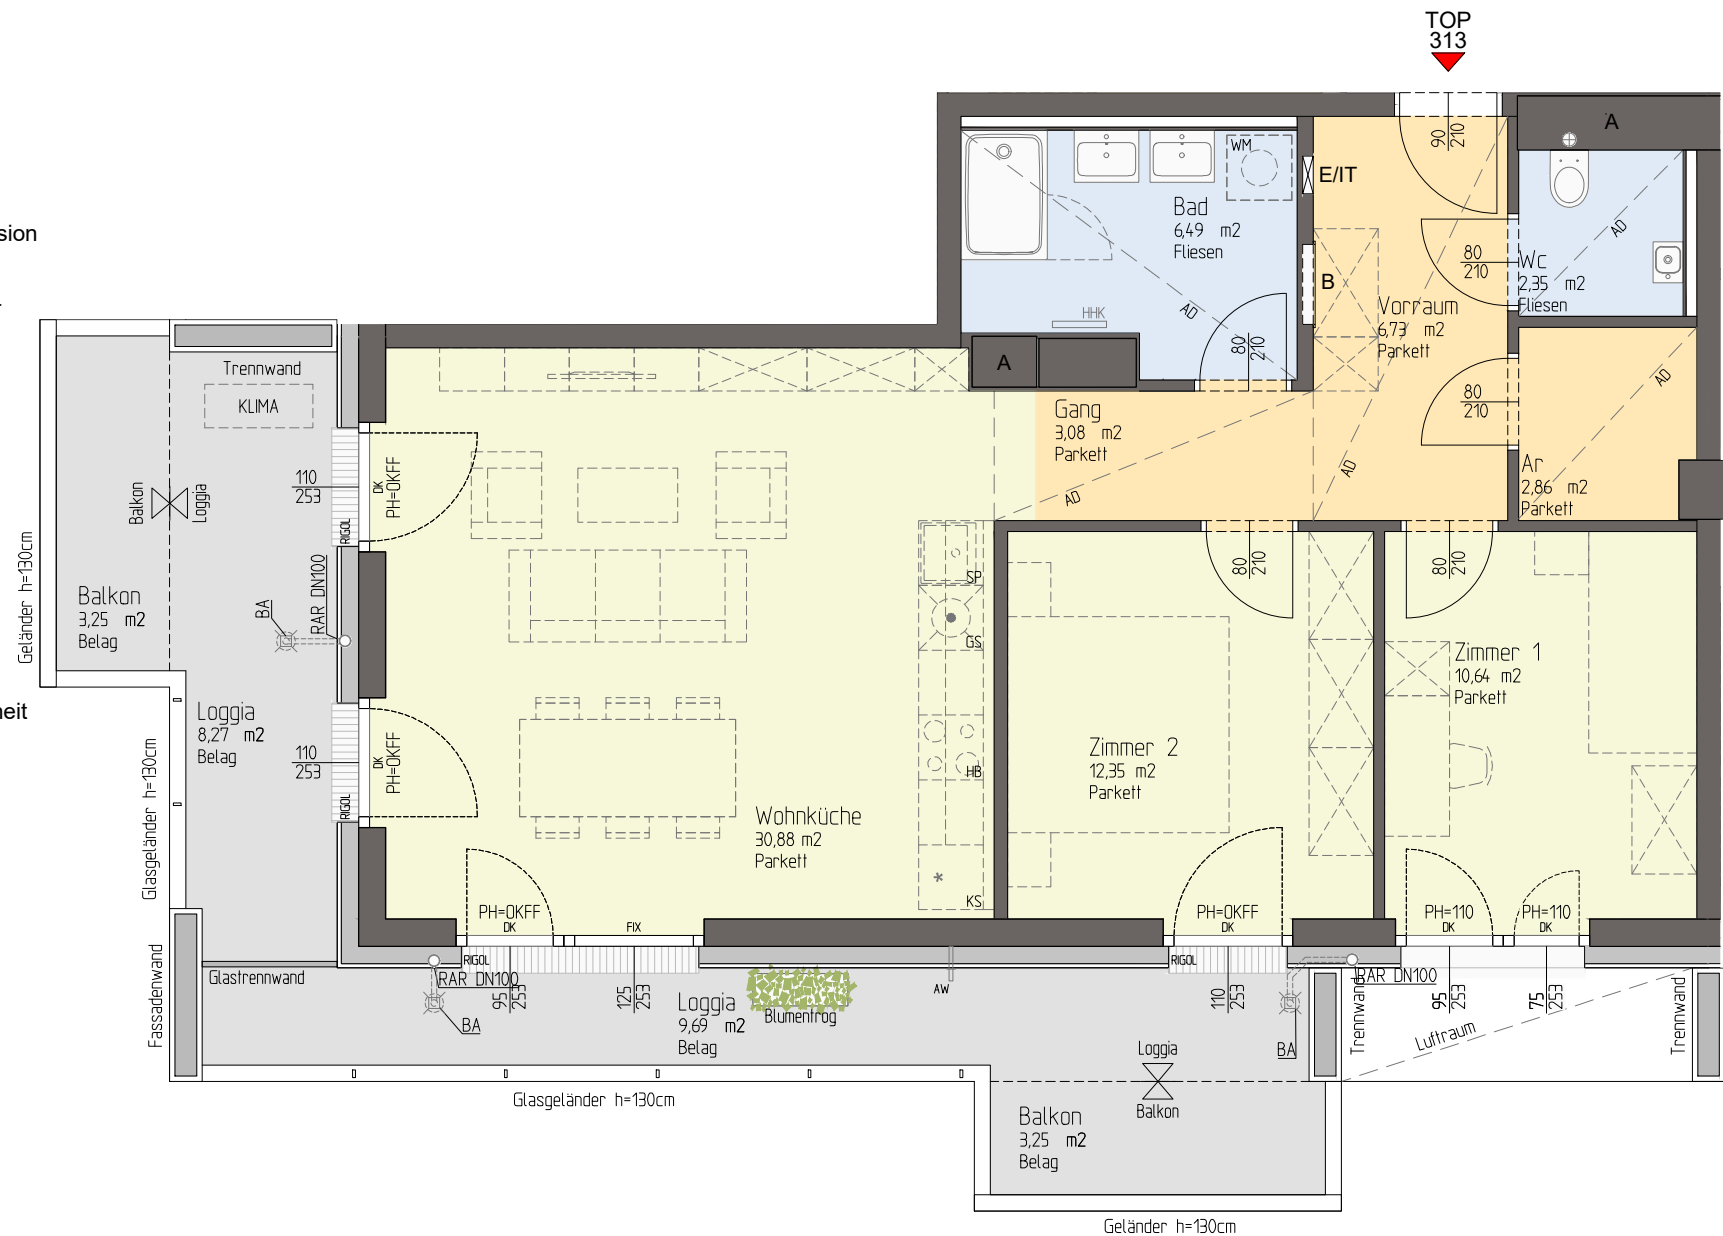 TOP
313
A
90
210
WM
E/IT
Bad
6,49 m2
Fliesen
AD
sion
80
210
Wc
2,35 m2
Fliesen
B
Vorraum
6,73 m2
Parkett
HHK
AD
80
210
A
Trennwand
KLIMA
AD
80
210
Gang
3,08 m2
Parkett
AD
AD
Ar
2,86 m2
Parkett
110
253
DK
PH=OKFF
RIGOL
Balkon
Loggia
Geländer h=130cm
RAR DN100
BA
Balkon
3,25 m2
Belag
80
210
80
210
SP
GS
HB
KS
Zimmer 1
10,64 m2
Parkett
neit
Loggia
8,27 m2
Belag
110
253
DK
PH=OKFF
RIGOL
Zimmer 2
12,35 m2
Parkett
Glasgeländer h=130cm
Wohnküche
30,88 m2
Parkett
*
PH=OKFF
DK
FIX
PH=OKFF
DK
PH=110
DK
PH=110
DK
Fassadenwand
Glastrennwand
RIGOL
RAR DN100
95
253
125
253
BA
Loggia
9,69 m2
Belag
Blumentrog
AW
RIGOL
110
253
BA
RAR DN100
Trennwand
95
253
75
253
Luftraum
Trennwand
Loggia
Balkon
Glasgeländer h=130cm
Balkon
3,25 m2
Belag
Geländer h=130cm